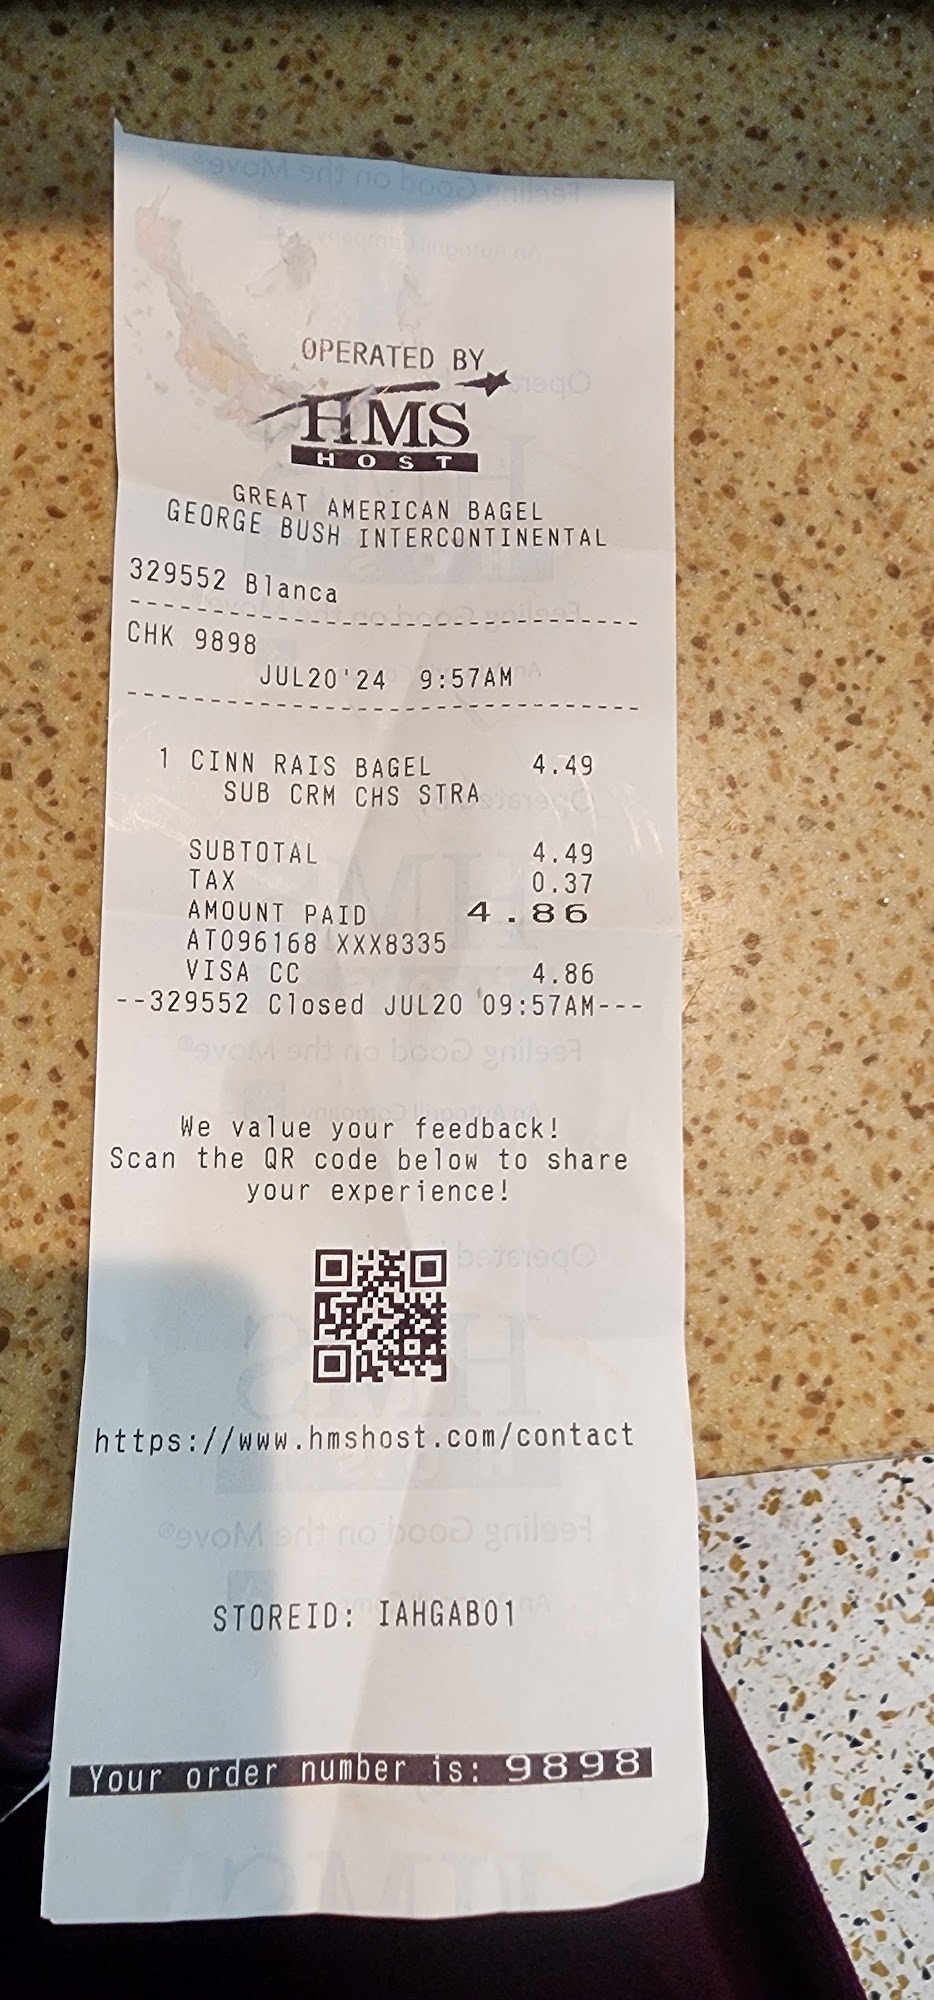 OPERATED BY
HMS
HOST
GREAT AMERICAN BAGEL
GEORGE BUSH INTERCONTINENTAL
329552 Blanca
--------------------------------
CHK 9898
JUL20'24 9:57AM
--------------------------------
1 CINN RAIS BAGEL 4.49
SUB CRM CHS STRA
SUBTOTAL 4.49
TAX 0.37
AMOUNT PAID 4.86
AT096168 XXX8335
VISA CC 4.86
--329552 Closed JUL20 09:57AM---
We value your feedback!
Scan the QR code below to share
your experience!
https://www.hmshost.com/contact
STOREID: IAHGAB01
Your order number is: 9898